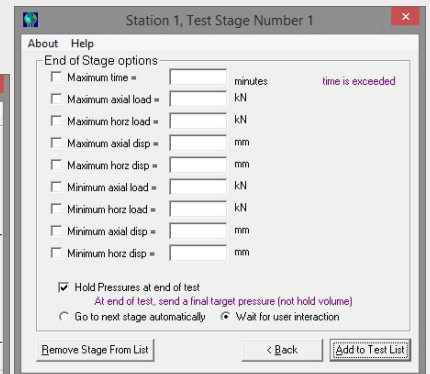 Station 1, Test Stage Number 1
About Help
End of Stage options
Maximum time = minutes time is exceeded
Maximum axial load = kN
Maximum horz load = kN
Maximum axial disp = mm
Maximum horz disp = mm
Minimum axial load = kN
Minimum horz load = kN
Minimum axial disp = mm
Minimum horz disp = mm
Hold Pressures at end of test
At end of test, send a final target pressure (not hold volume)
Go to next stage automatically Wait for user interaction
Remove Stage From List < Back Add to Test List